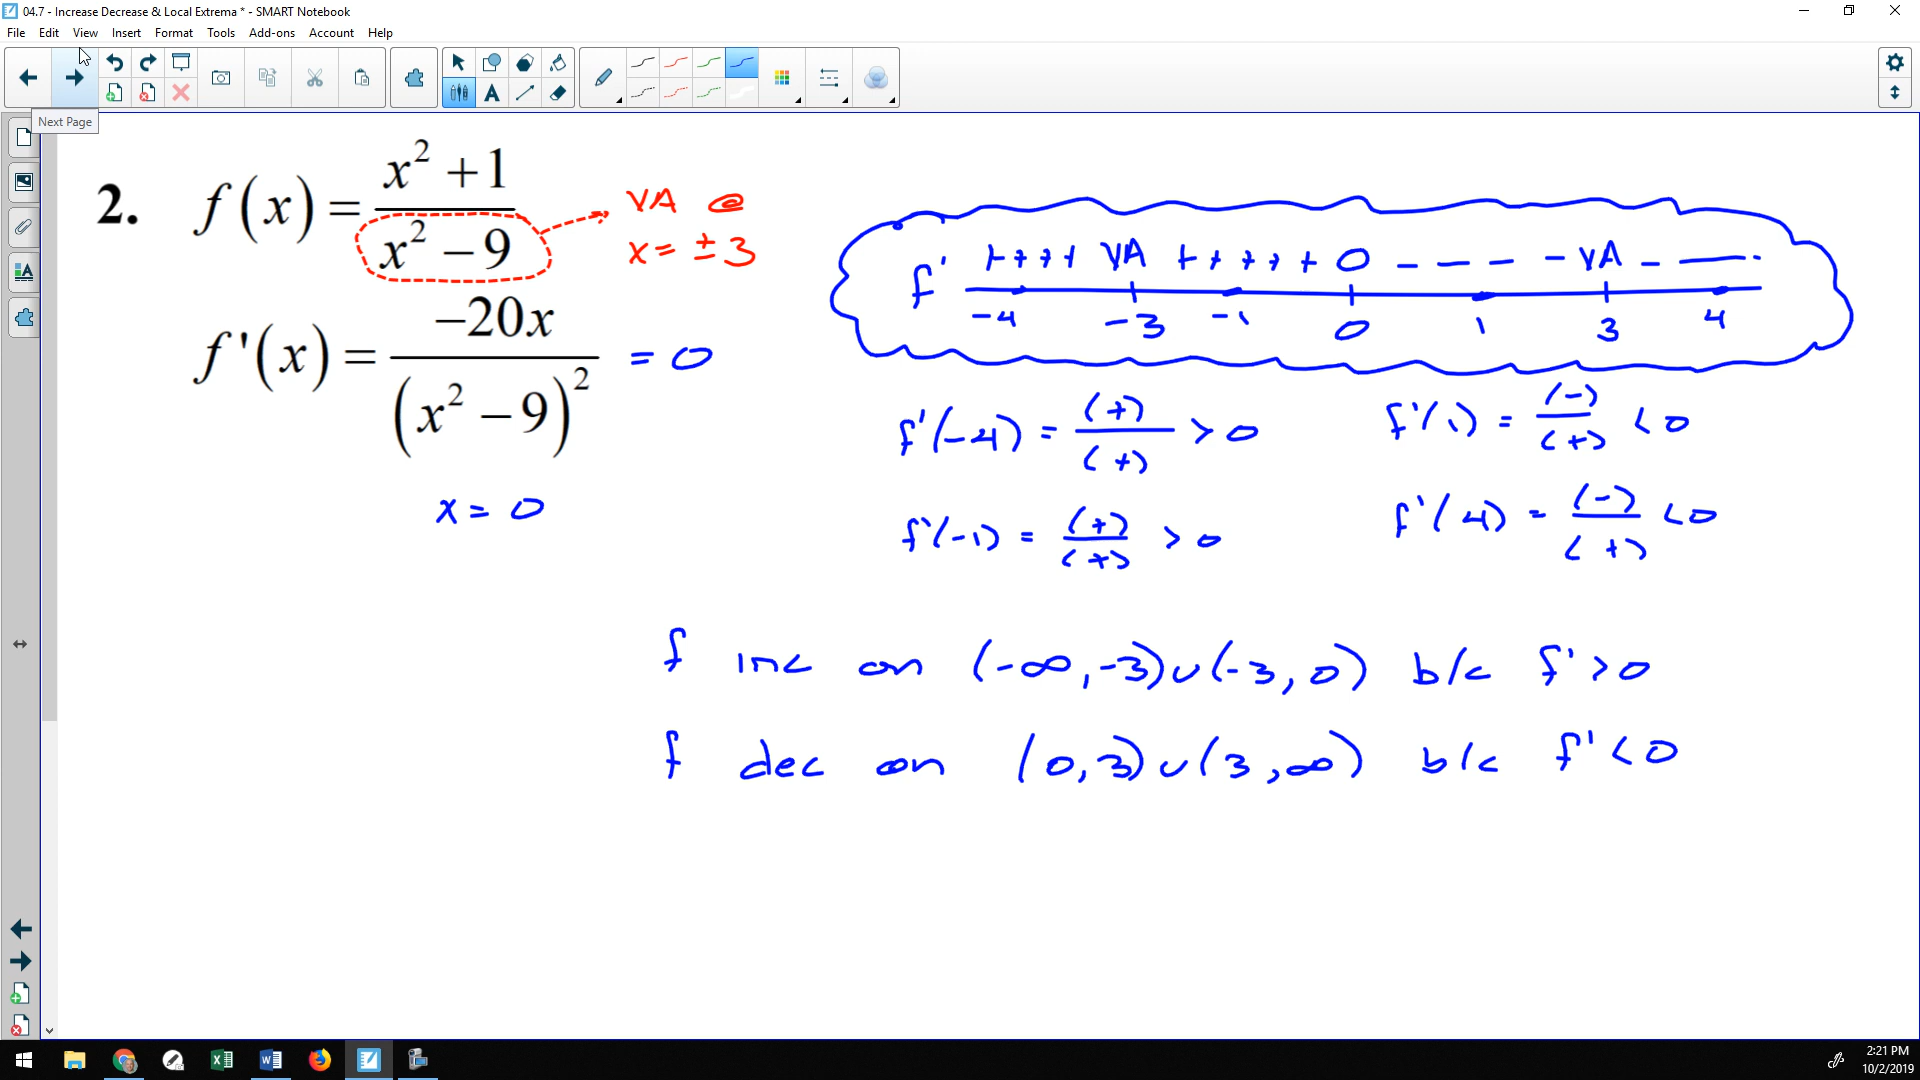 04.7 - Increase Decrease & Local Extrema * - SMART Notebook
File Edit View Insert Format Tools Add-ons Account Help
Next Page
2. f(x) = (x² + 1)/(x² − 9)
VA @
x = ± 3
f'(x) = −20x/(x² − 9)² = 0
x = 0
f' ++++ VA +++++ 0 − − − − − VA − −
−4 −3 −1 0 1 3 4
f'(−4) = (+)/(+) > 0
f'(1) = (−)/(+) < 0
f'(−1) = (+)/(+) > 0
f'(4) = (−)/(+) < 0
f inc on (−∞, −3) ∪ (−3, 0) b/c f' > 0
f dec on (0, 3) ∪ (3, ∞) b/c f' < 0
2:21 PM
10/2/2019